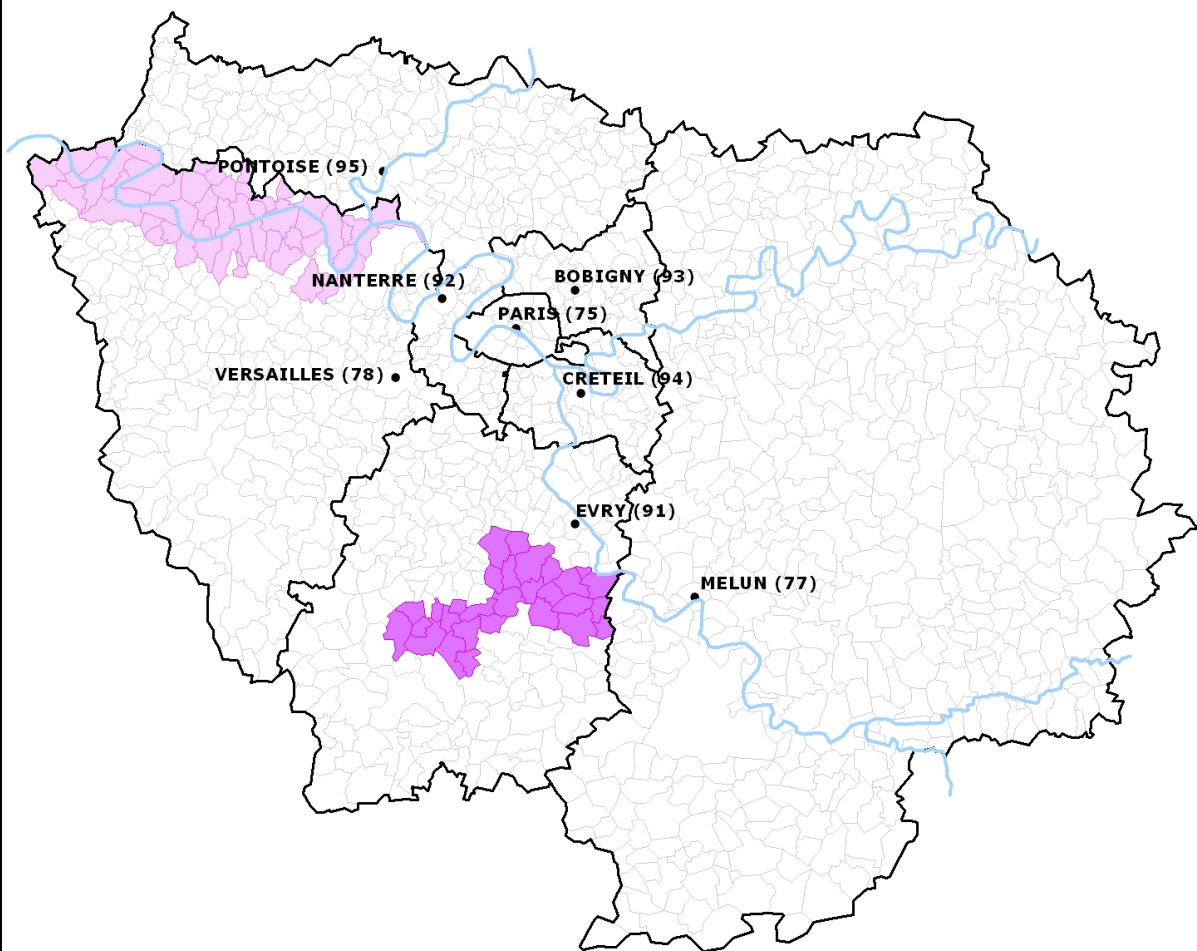 PONTOISE (95)
NANTERRE (92)
BOBIGNY (93)
PARIS (75)
VERSAILLES (78)
CRETEIL (94)
EVRY (91)
MELUN (77)